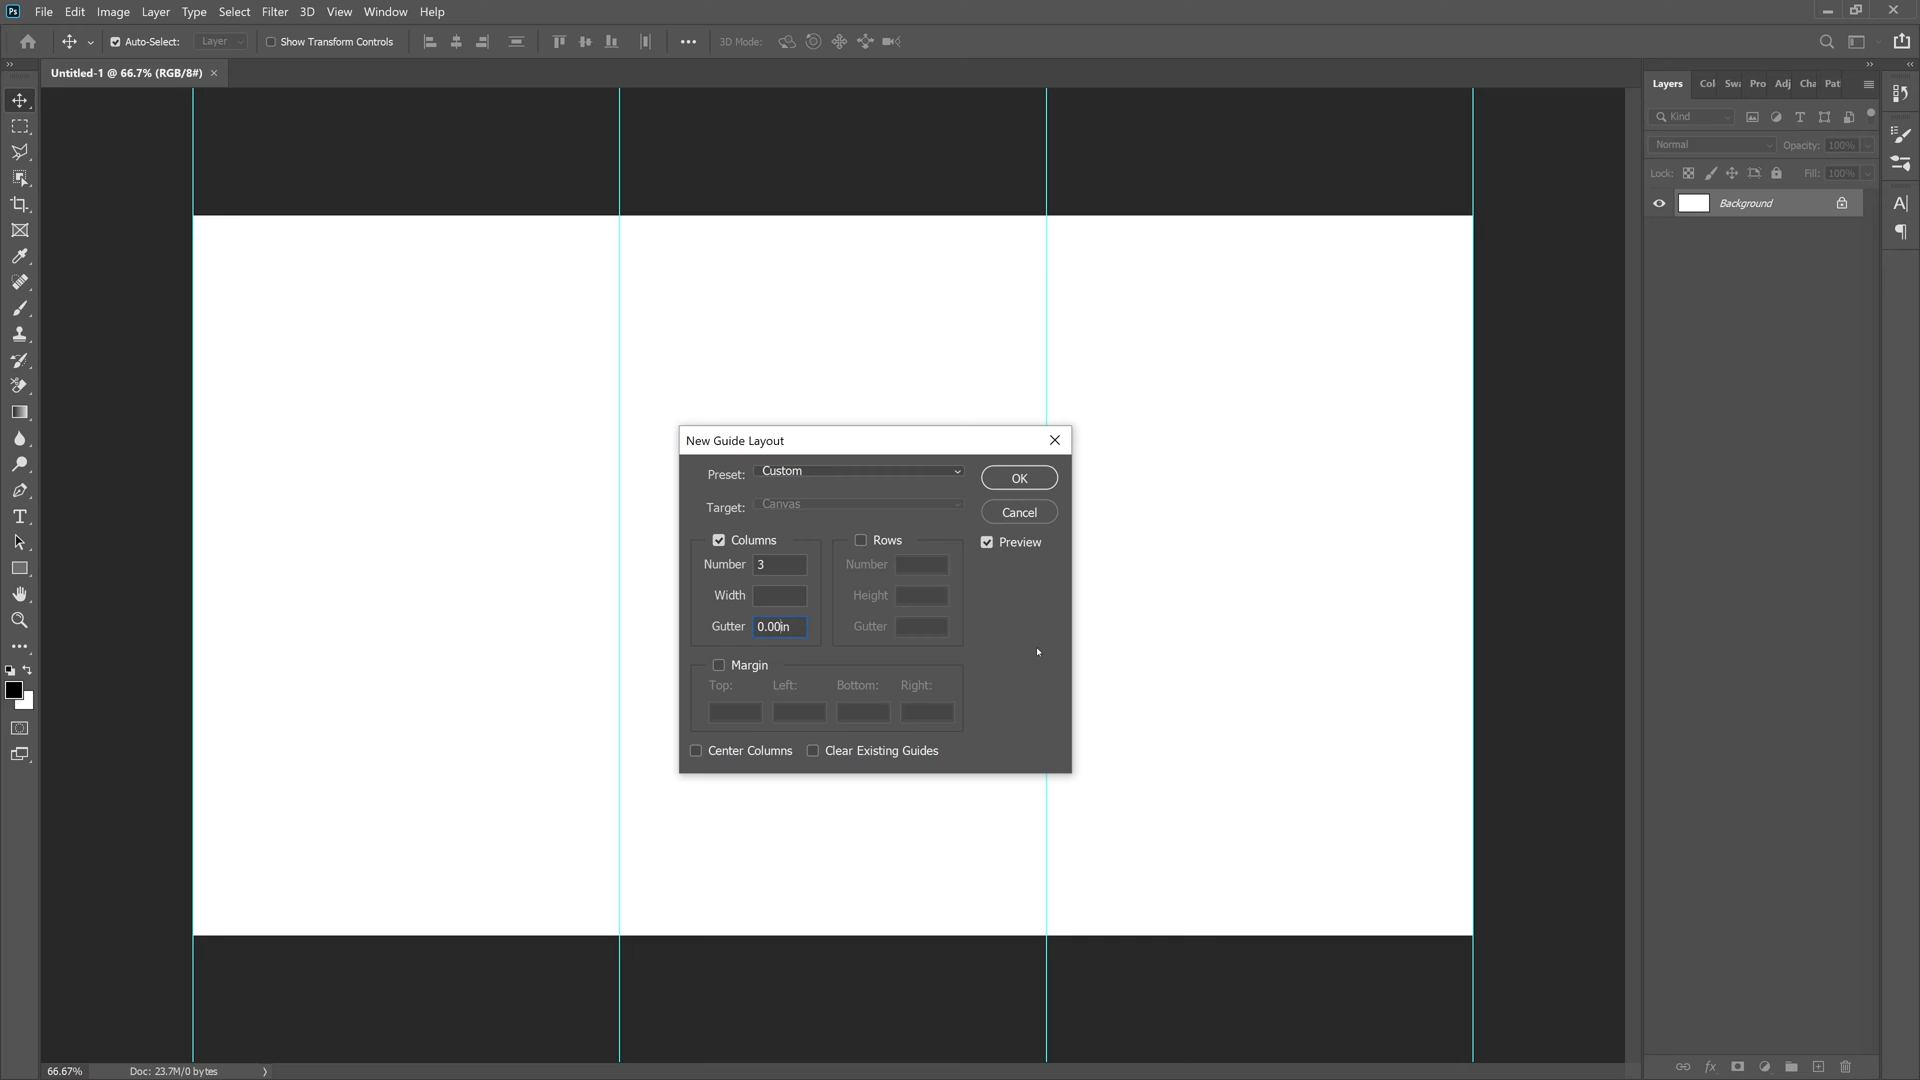 Ps File Edit Image Layer Type Select Filter 3D View Window Help
Auto-Select: Layer Show Transform Controls 3D Mode:
Untitled-1 @ 66.7% (RGB/8#)
Layers Col Swa Pro Adj Cha Pat
Kind
Normal Opacity: 100%
Lock: Fill: 100%
Background
New Guide Layout
Preset: Custom OK
Target: Canvas Cancel
Columns Rows Preview
Number 3 Number
Width Height
Gutter 0.00in Gutter
Margin
Top: Left: Bottom: Right:
Center Columns Clear Existing Guides
66.67% Doc: 23.7M/0 bytes